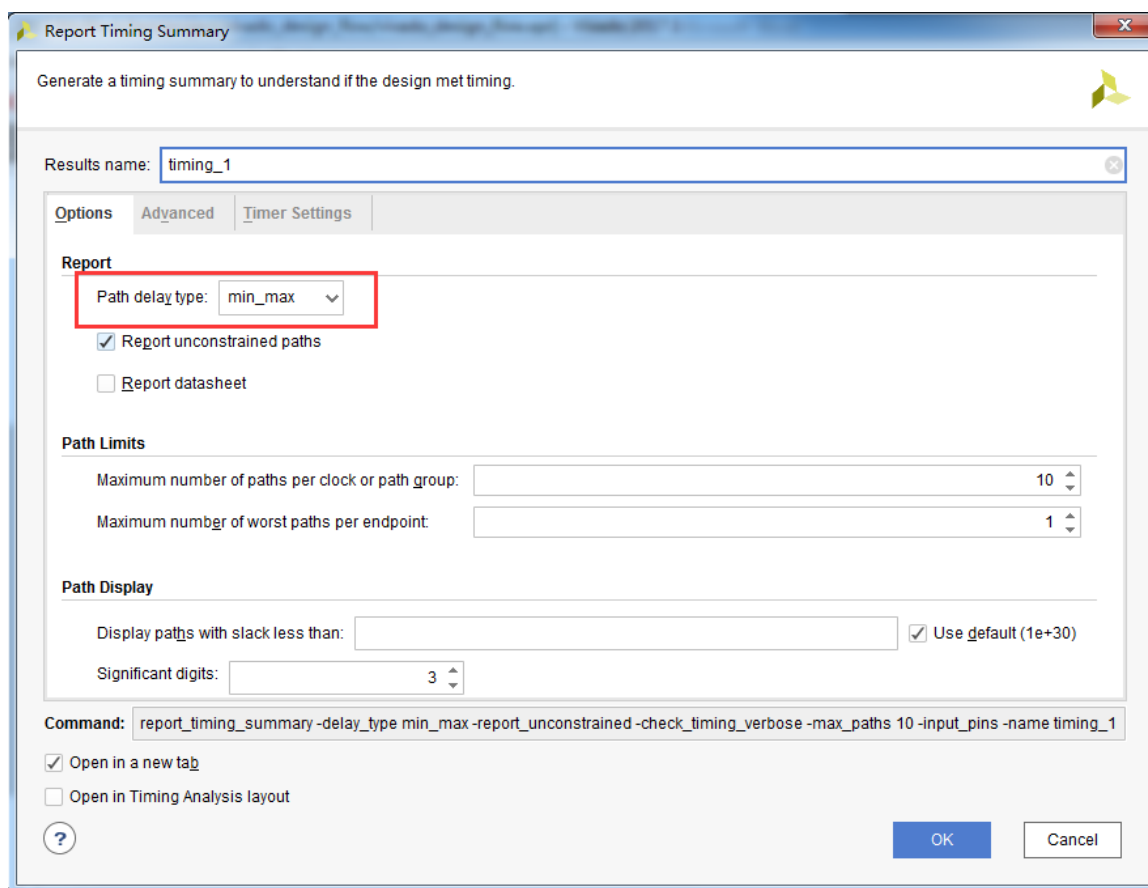 Report Timing Summary
Generate a timing summary to understand if the design met timing.
Results name: timing_1
Options Advanced Timer Settings
Report
Path delay type: min_max
Report unconstrained paths
Report datasheet
Path Limits
Maximum number of paths per clock or path group: 10
Maximum number of worst paths per endpoint: 1
Path Display
Display paths with slack less than: Use default (1e+30)
Significant digits: 3
Command: report_timing_summary -delay_type min_max -report_unconstrained -check_timing_verbose -max_paths 10 -input_pins -name timing_1
Open in a new tab
Open in Timing Analysis layout
? OK Cancel